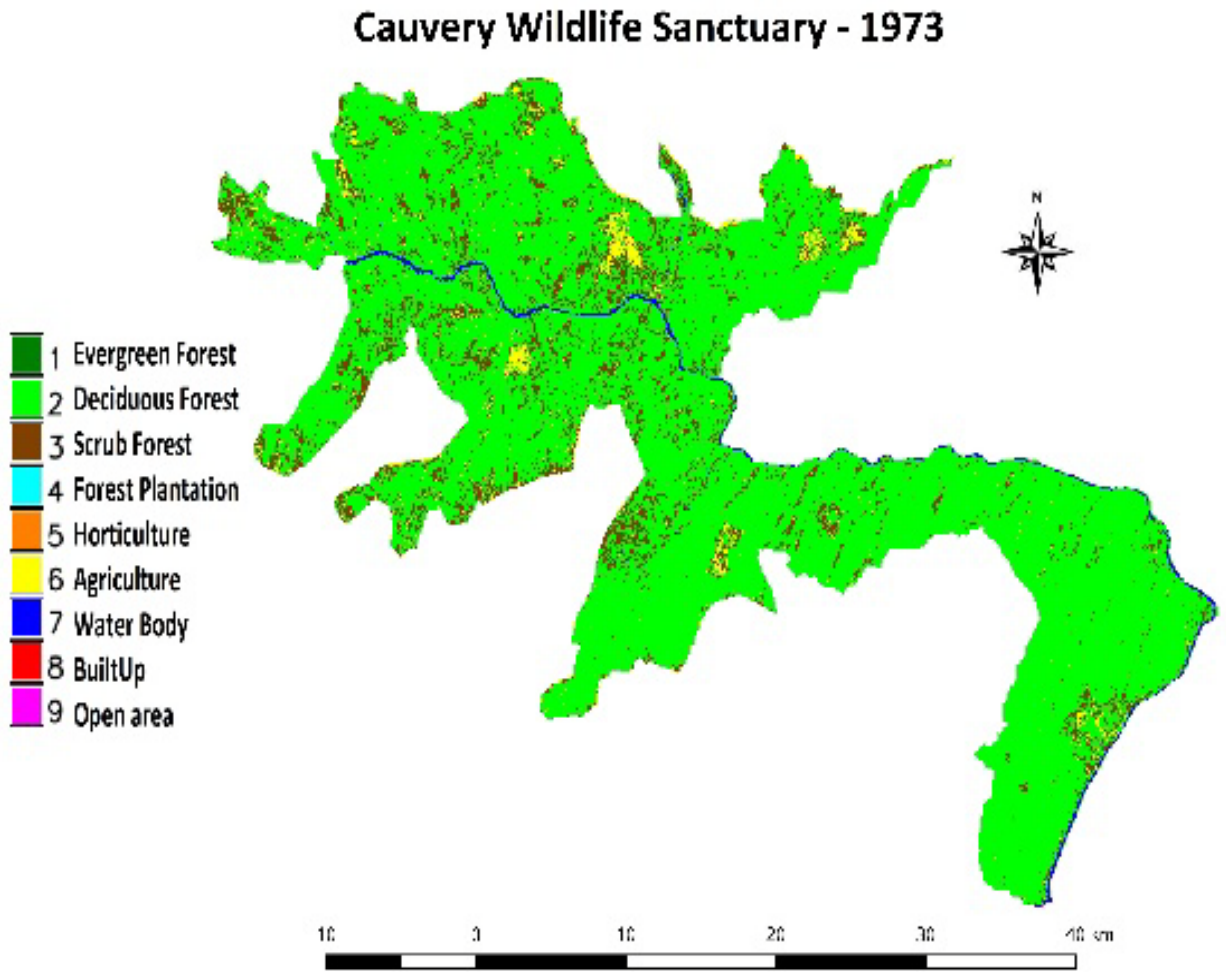 Cauvery Wildlife Sanctuary - 1973
N
1 Evergreen Forest
2 Deciduous Forest
3 Scrub Forest
4 Forest Plantation
5 Horticulture
6 Agriculture
7 Water Body
8 BuiltUp
9 Open area
10 0 10 20 30 40 km